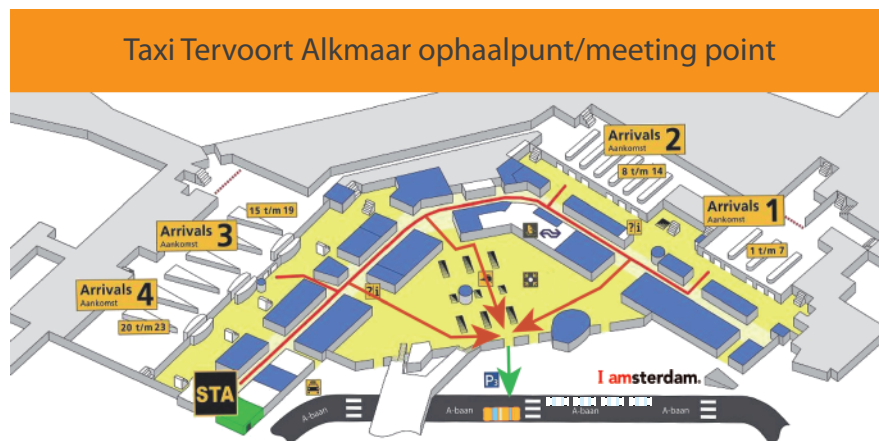 Taxi Tervoort Alkmaar ophaalpunt/meeting point
Arrivals 2
Aankomst
8 t/m 14
Arrivals 1
Aankomst
1 t/m 7
15 t/m 19
Arrivals 3
Aankomst
Arrivals 4
Aankomst
20 t/m 23
?i
?i
STA
P3
I amsterdam.
A-baan
A-baan
A-baan
A-baan